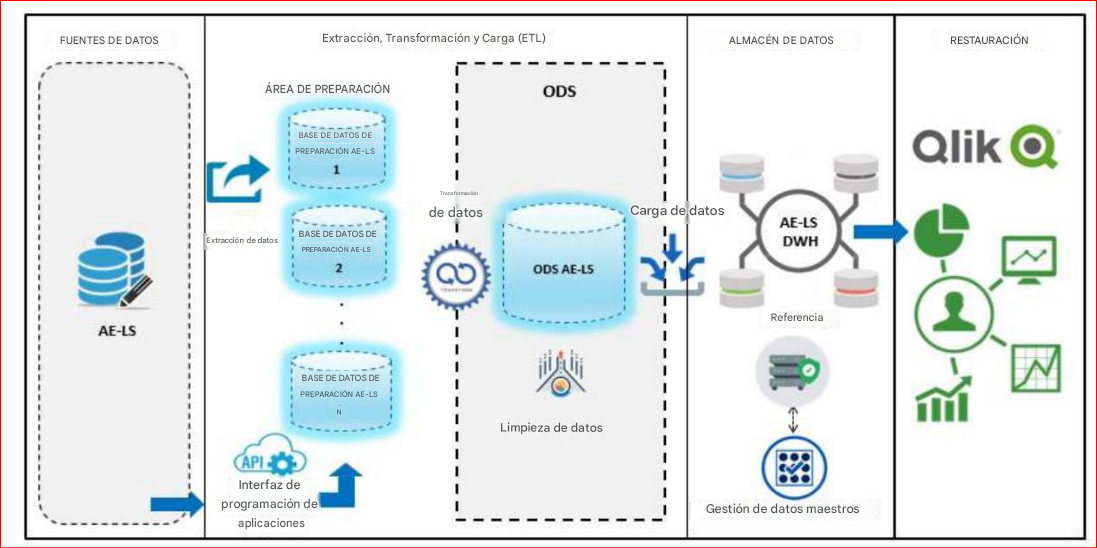 FUENTES DE DATOS
AE-LS
Extracción, Transformación y Carga (ETL)
ÁREA DE PREPARACIÓN
BASE DE DATOS DE
PREPARACIÓN AE-LS
1
Extracción de datos
BASE DE DATOS DE
PREPARACIÓN AE-LS
2
BASE DE DATOS DE
PREPARACIÓN AE-LS
N
API
Interfaz de
programación de
aplicaciones
Transformación
de datos
TRANSFORM
ODS
ODS AE-LS
Limpieza de datos
Carga de datos
ALMACÉN DE DATOS
AE-LS
DWH
Referencia
Gestión de datos maestros
RESTAURACIÓN
Qlik